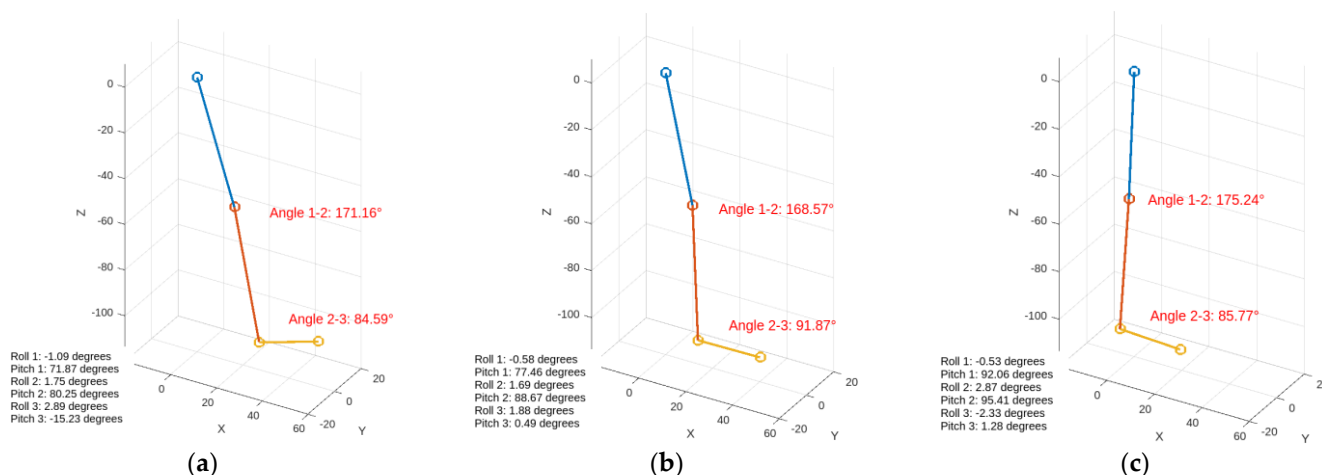 0
-20
-40
-60
-80
-100
Z
Angle 1-2: 171.16°
Angle 2-3: 84.59°
Roll 1: -1.09 degrees
Pitch 1: 71.87 degrees
Roll 2: 1.75 degrees
Pitch 2: 80.25 degrees
Roll 3: 2.89 degrees
Pitch 3: -15.23 degrees
0
20
40
60
X
-20
0
20
Y
(a)
0
-20
-40
-60
-80
-100
Z
Angle 1-2: 168.57°
Angle 2-3: 91.87°
Roll 1: -0.58 degrees
Pitch 1: 77.46 degrees
Roll 2: 1.69 degrees
Pitch 2: 88.67 degrees
Roll 3: 1.88 degrees
Pitch 3: 0.49 degrees
0
20
40
60
X
-20
0
20
Y
(b)
0
-20
-40
-60
-80
-100
Z
Angle 1-2: 175.24°
Angle 2-3: 85.77°
Roll 1: -0.53 degrees
Pitch 1: 92.06 degrees
Roll 2: 2.87 degrees
Pitch 2: 95.41 degrees
Roll 3: -2.33 degrees
Pitch 3: 1.28 degrees
0
20
40
60
X
-20
0
Y
(c)